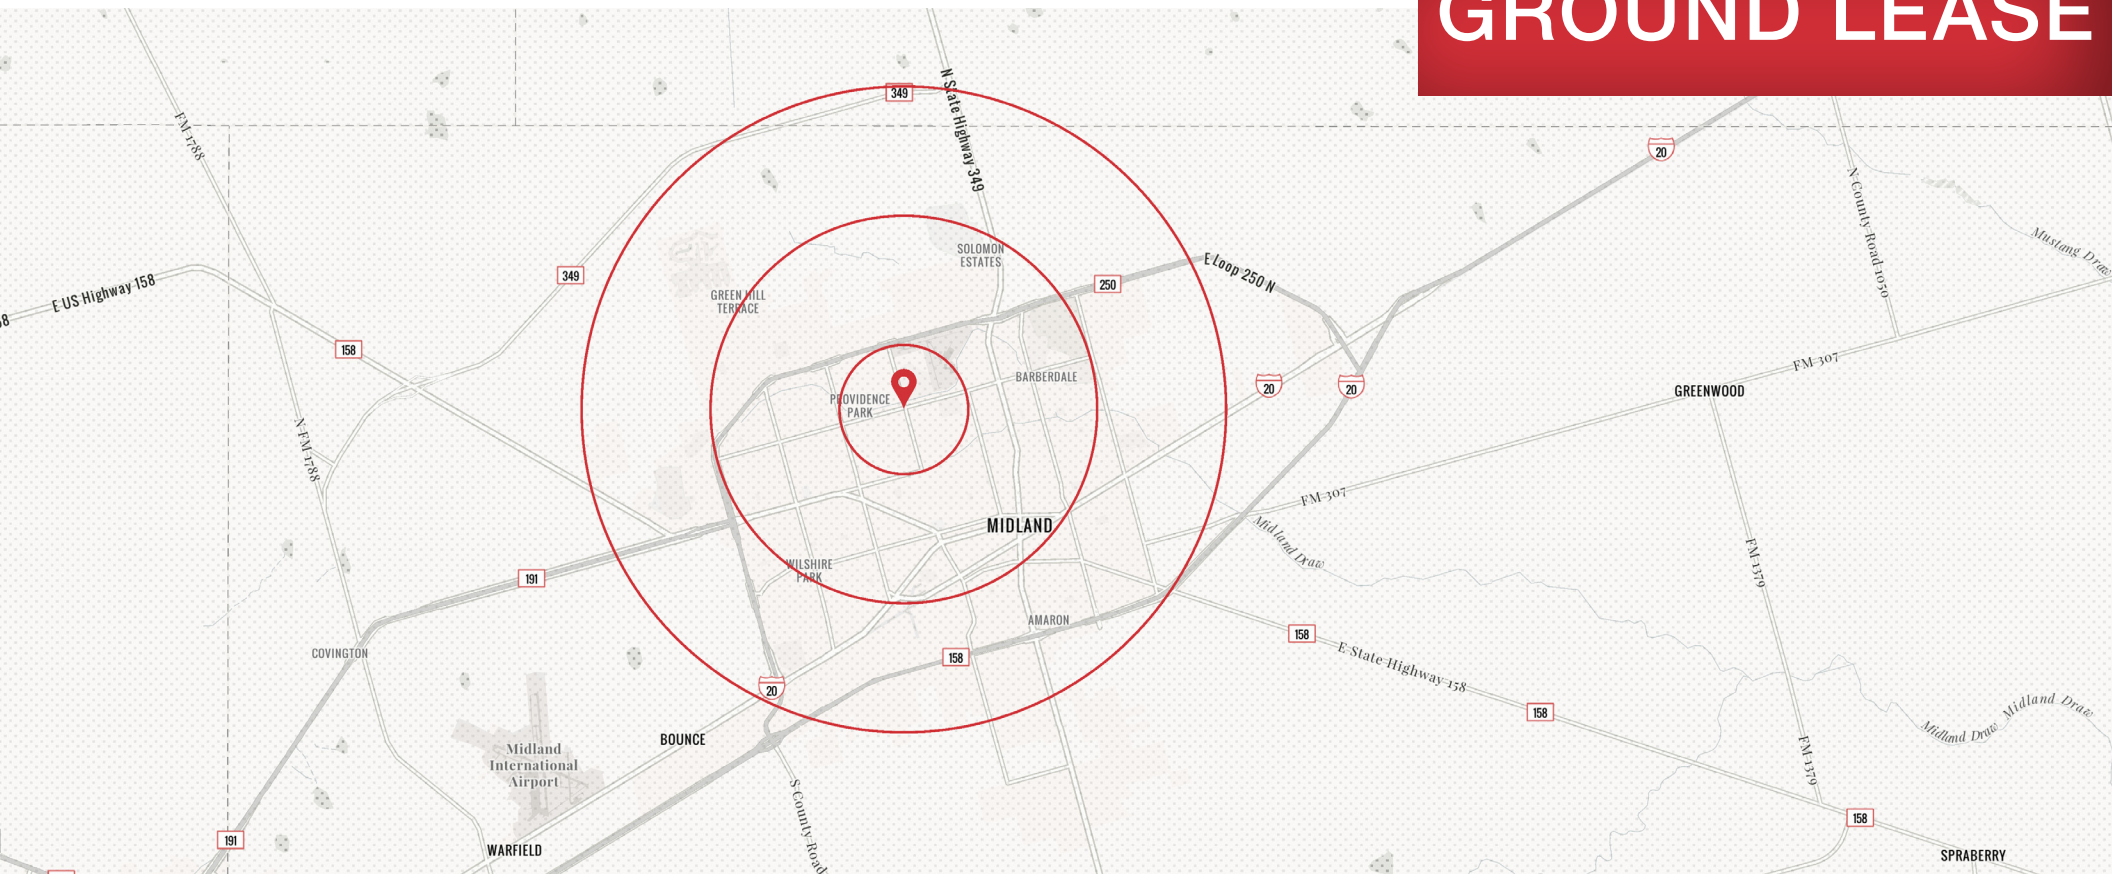 GROUND LEASE
349
N State Highway 349
FM 1788
20
N County Road 1050
Mustang Draw
SOLOMON
ESTATES
349
250
E Loop 250 N
E US Highway 158
GREEN HILL
TERRACE
158
BARBERDALE
20
20
FM 307
GREENWOOD
PROVIDENCE
PARK
N FM 1788
FM 307
MIDLAND
Midland Draw
FM 1379
WILSHIRE
PARK
191
AMARON
158
COVINGTON
158
E State Highway 158
20
158
Midland Draw
Midland Draw
BOUNCE
Midland
International
Airport
FM 1379
S County Road
158
191
WARFIELD
SPRABERRY